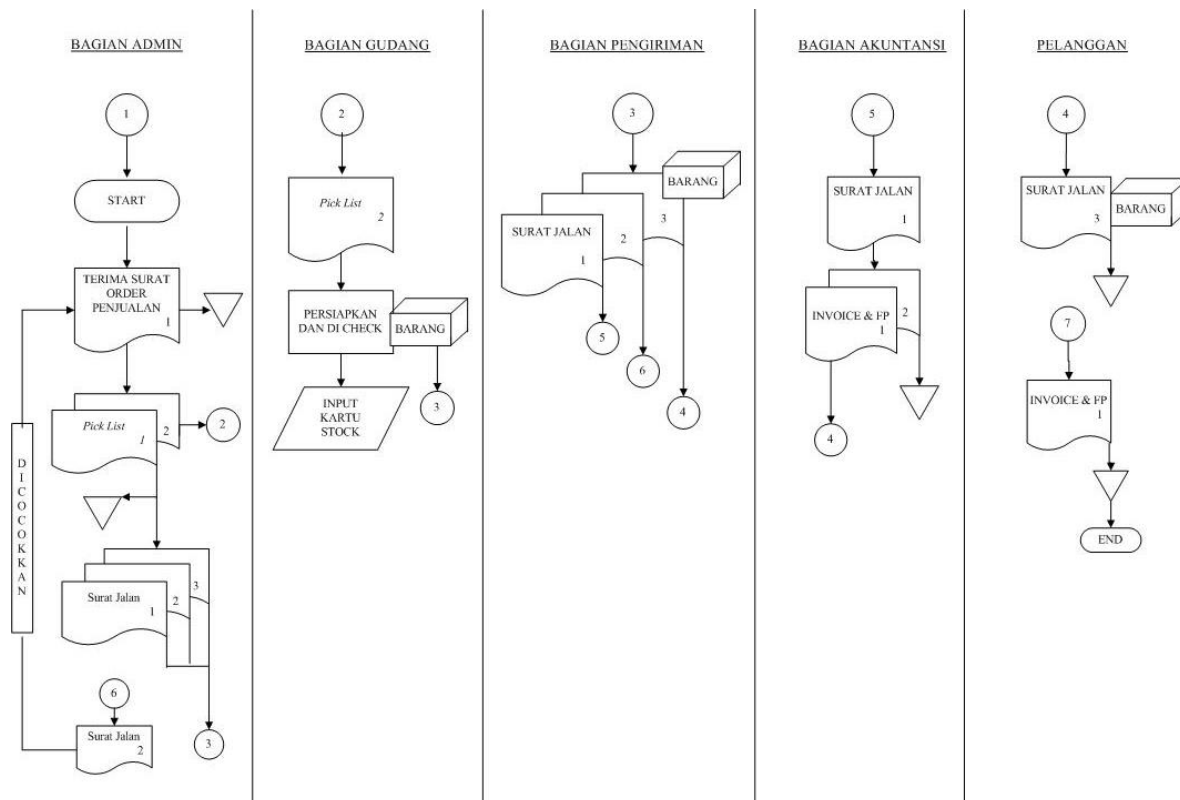 BAGIAN ADMIN
1
START
TERIMA SURAT
ORDER
PENJUALAN
1
Pick List
1
2
2
DICOCOKKAN
Surat Jalan
1
2
3
6
Surat Jalan
2
3
BAGIAN GUDANG
2
Pick List
2
PERSIAPKAN
DAN DI CHECK
BARANG
INPUT
KARTU
STOCK
3
BAGIAN PENGIRIMAN
3
BARANG
SURAT JALAN
1
2
3
5
6
4
BAGIAN AKUNTANSI
5
SURAT JALAN
1
INVOICE & FP
1
2
4
PELANGGAN
4
SURAT JALAN
3
BARANG
7
INVOICE & FP
1
END